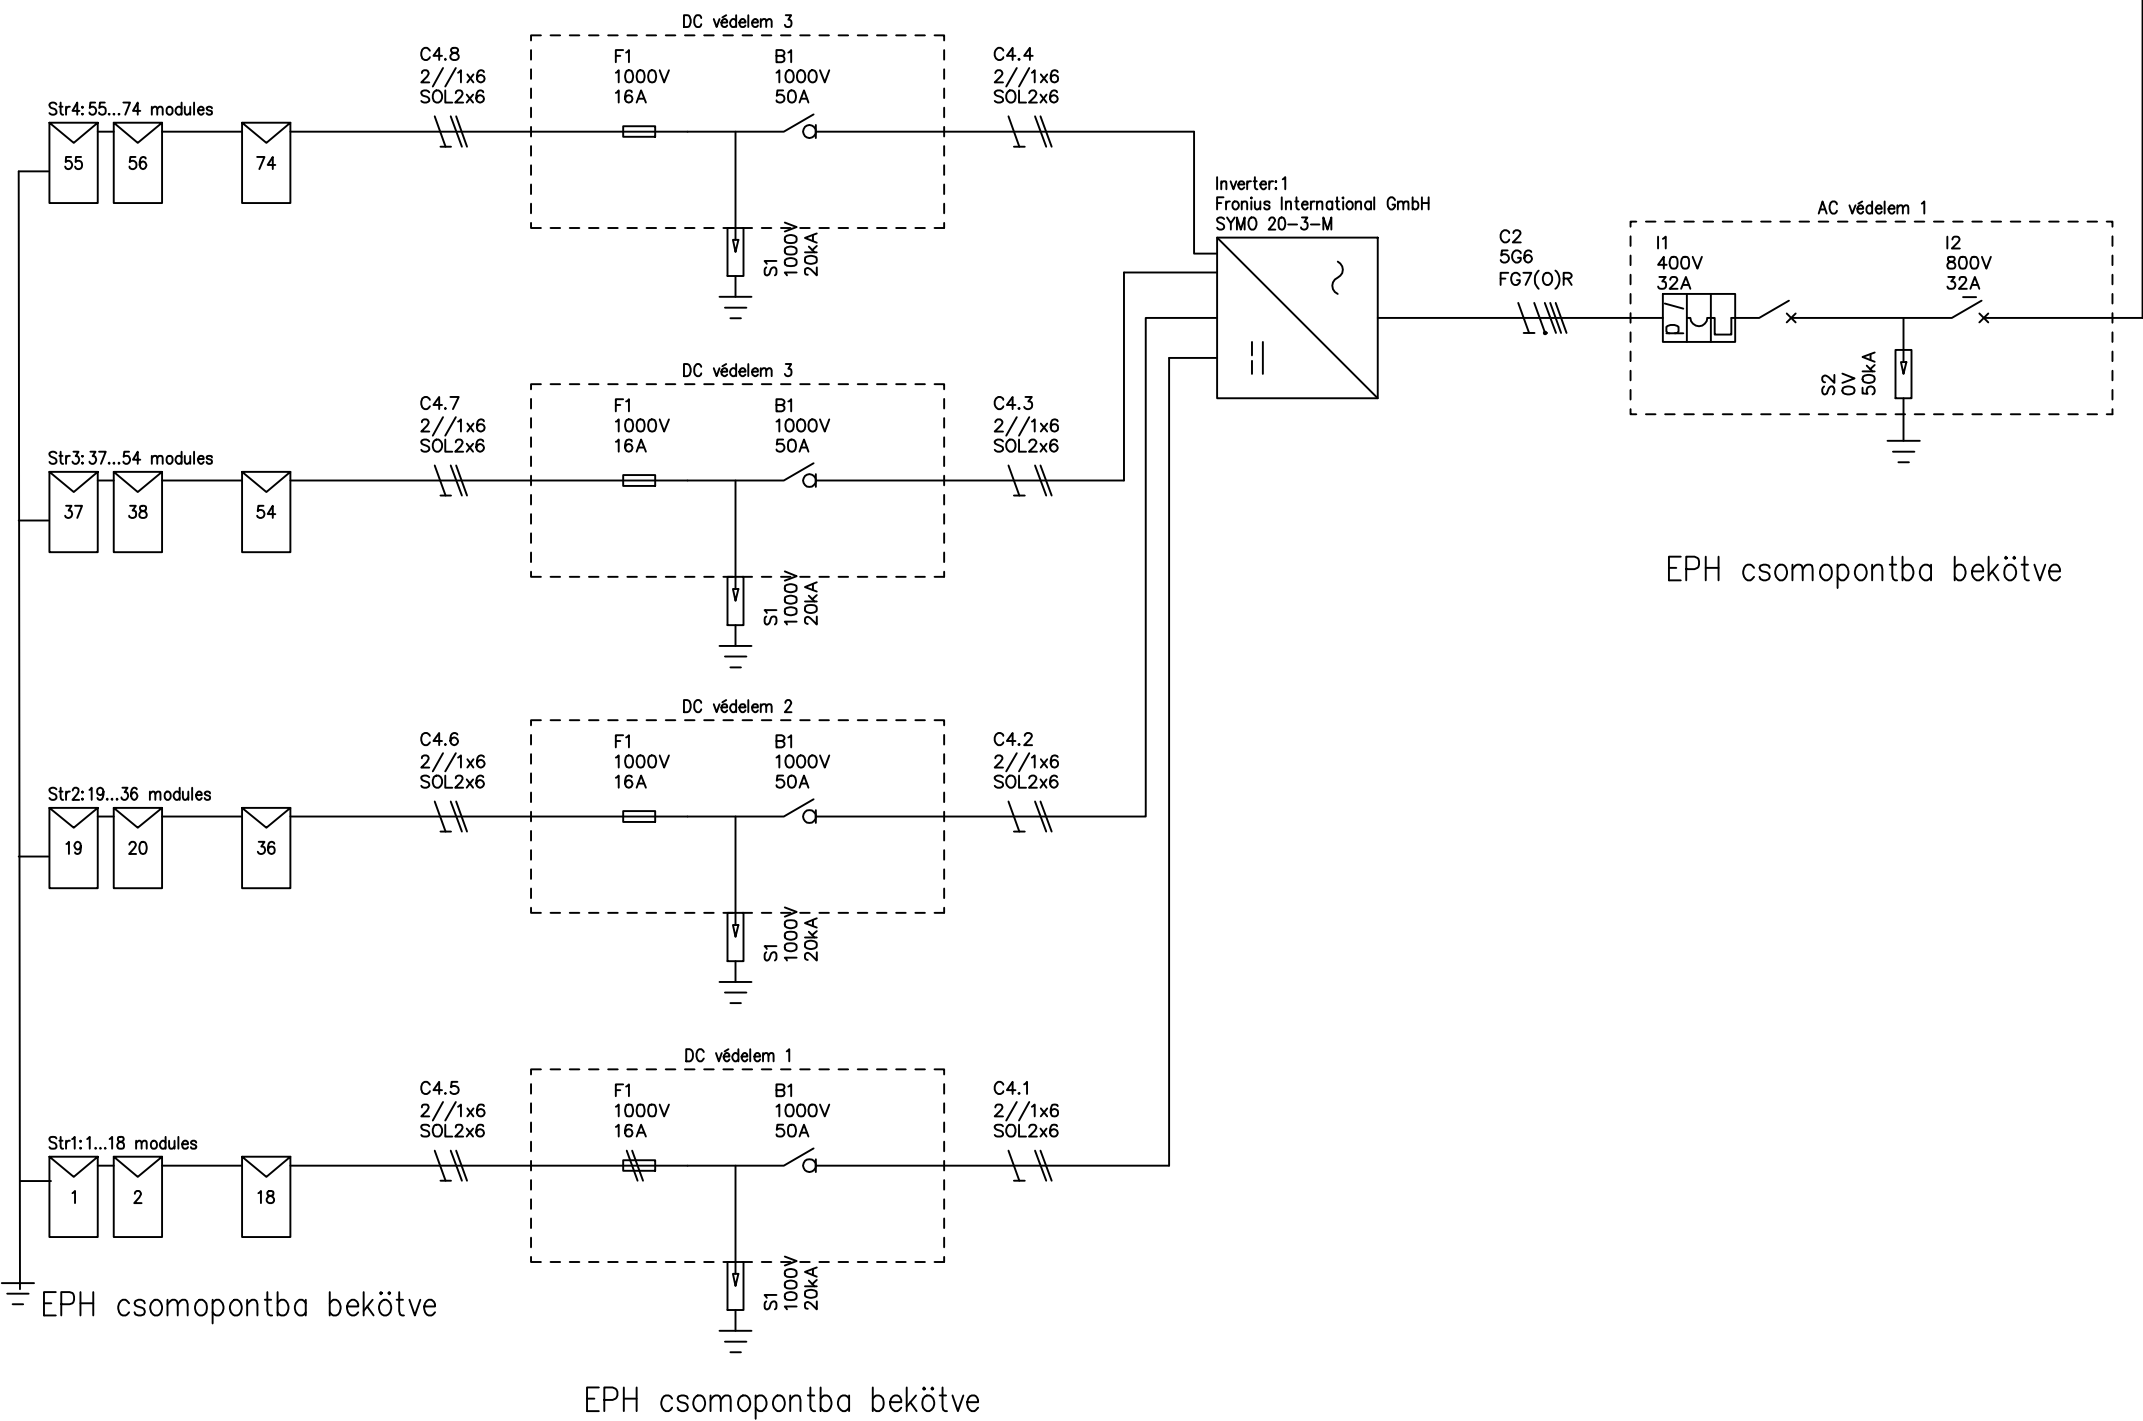 DC védelem 3
C4.8
2//1x6
SOL2x6
F1
1000V
16A
B1
1000V
50A
C4.4
2//1x6
SOL2x6
Str4:55...74 modules
55
56
74
S1
1000V
20kA
Inverter:1
Fronius International GmbH
SYMO 20-3-M
C2
5G6
FG7(O)R
AC védelem 1
I1
400V
32A
I2
800V
32A
S2
0V
50kA
EPH csomopontba bekötve
DC védelem 3
C4.7
2//1x6
SOL2x6
F1
1000V
16A
B1
1000V
50A
C4.3
2//1x6
SOL2x6
Str3:37...54 modules
37
38
54
S1
1000V
20kA
DC védelem 2
C4.6
2//1x6
SOL2x6
F1
1000V
16A
B1
1000V
50A
C4.2
2//1x6
SOL2x6
Str2:19...36 modules
19
20
36
S1
1000V
20kA
DC védelem 1
C4.5
2//1x6
SOL2x6
F1
1000V
16A
B1
1000V
50A
C4.1
2//1x6
SOL2x6
Str1:1...18 modules
1
2
18
S1
1000V
20kA
EPH csomopontba bekötve
EPH csomopontba bekötve